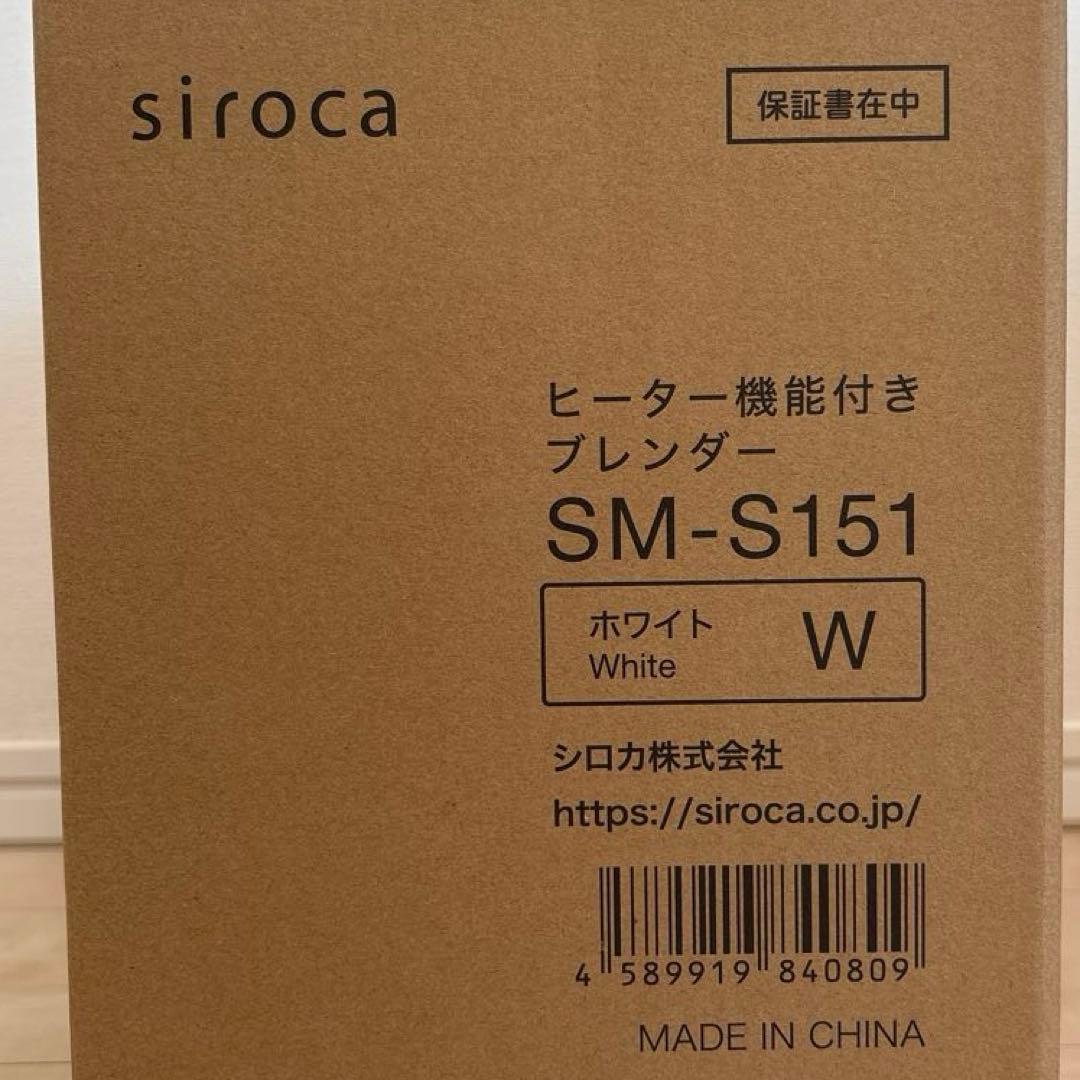 siroca
保証書在中
ヒーター機能付き
ブレンダー
SM-S151
ホワイト
White
W
シロカ株式会社
https://siroca.co.jp/
4 589919 840809
MADE IN CHINA